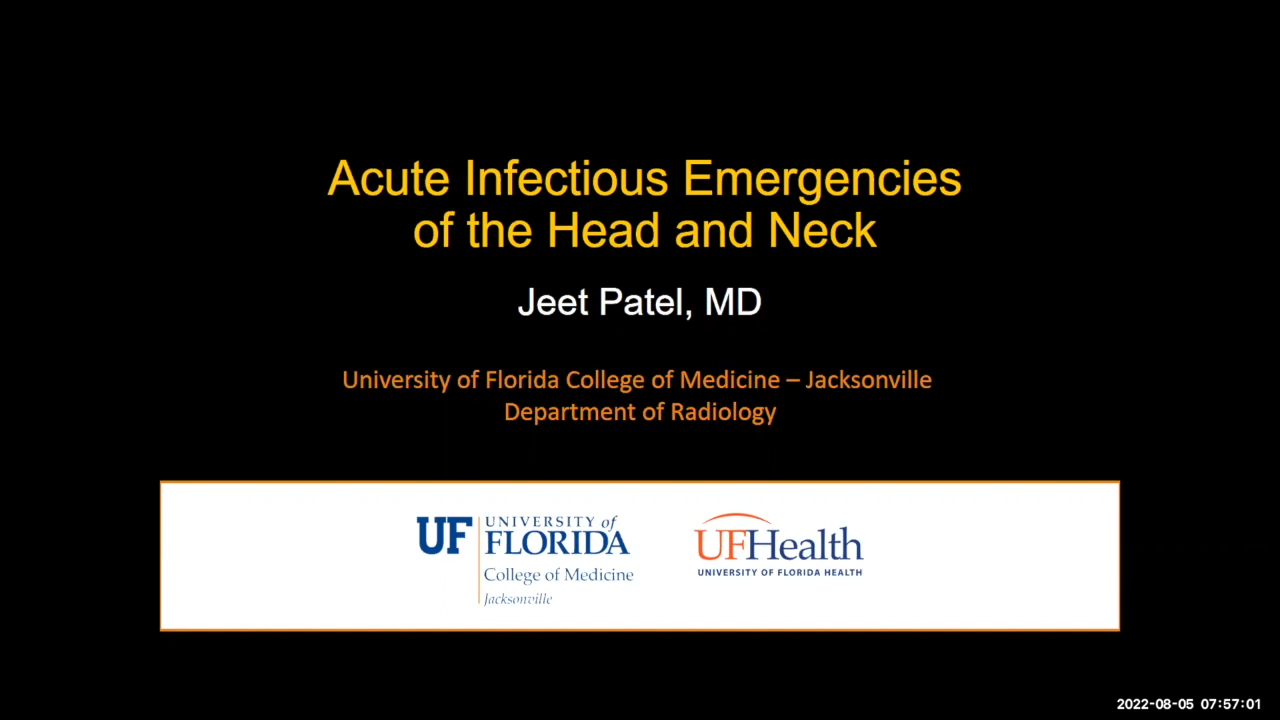 Acute Infectious Emergencies
of the Head and Neck
Jeet Patel, MD
University of Florida College of Medicine – Jacksonville
Department of Radiology
UF UNIVERSITY of
FLORIDA
College of Medicine
Jacksonville
UFHealth
UNIVERSITY OF FLORIDA HEALTH
2022-08-05 07:57:01